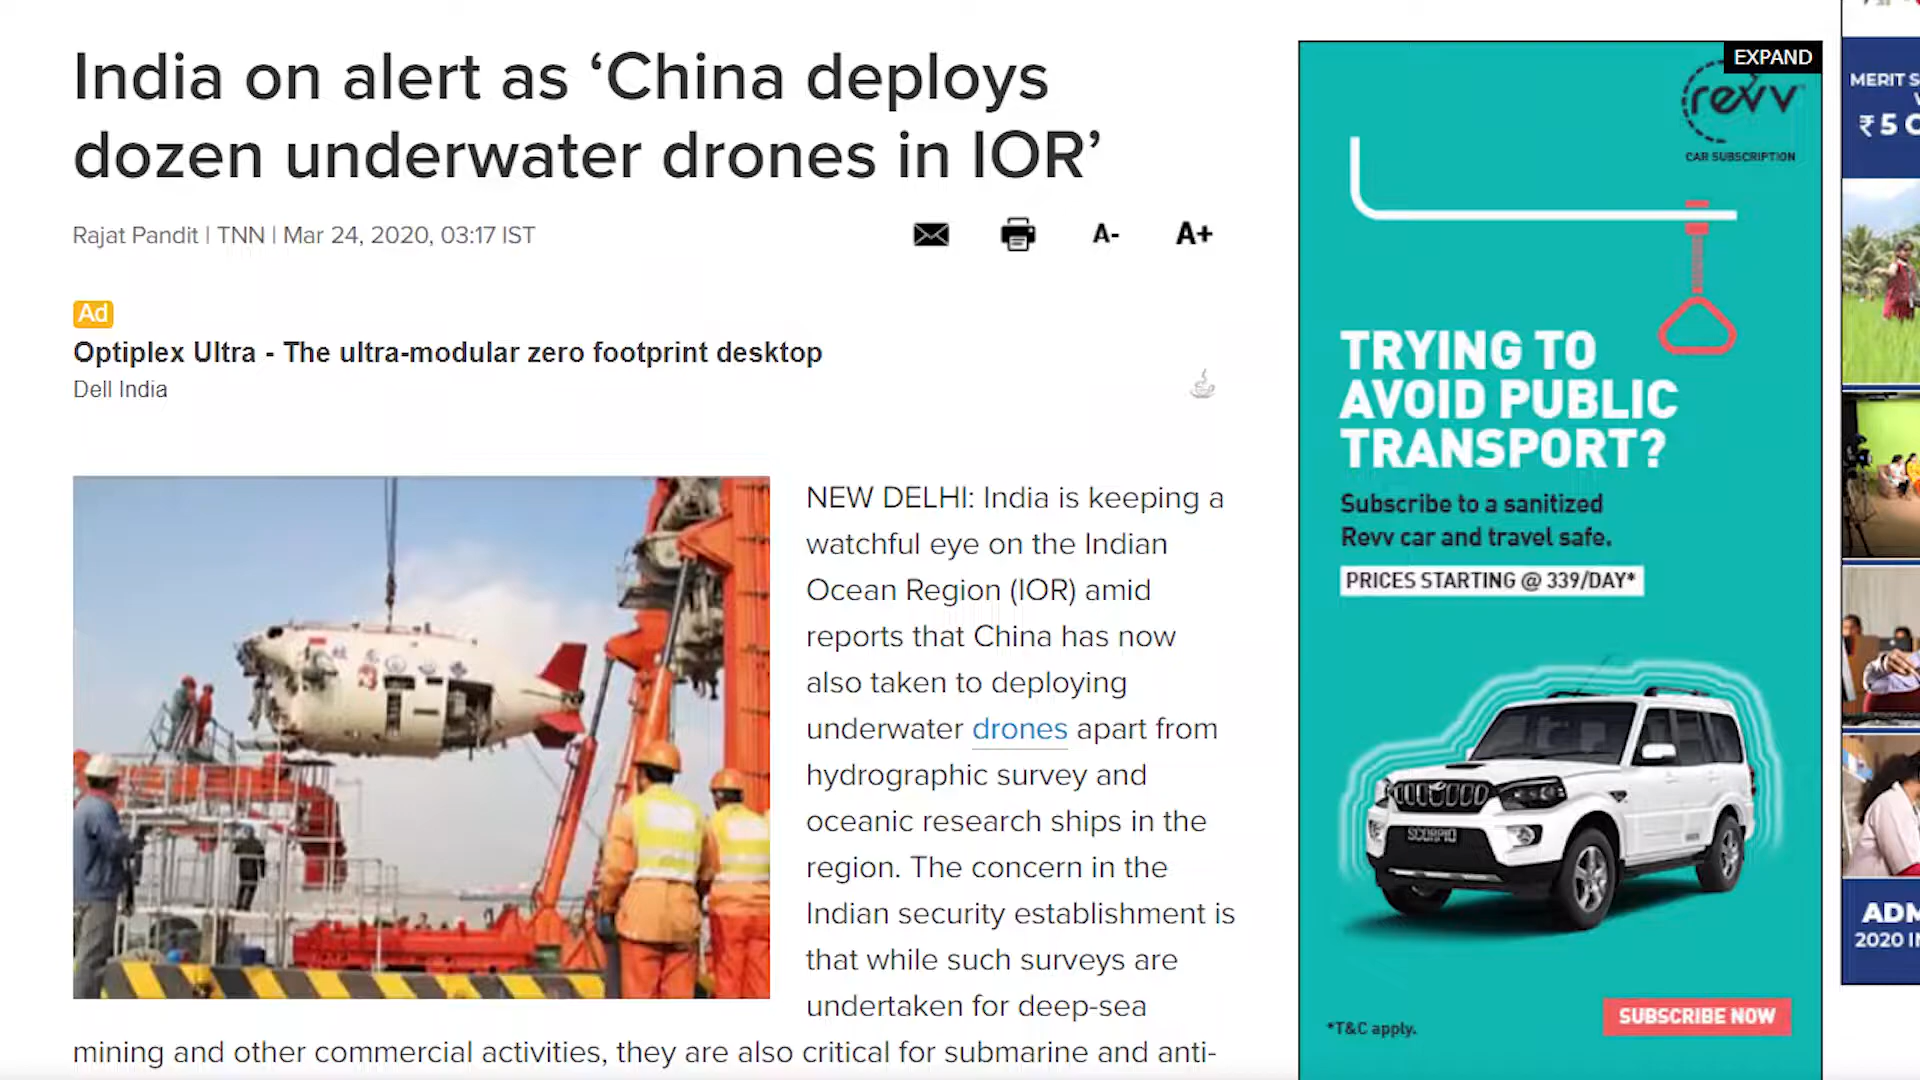 India on alert as ‘China deploys
dozen underwater drones in IOR’
Rajat Pandit | TNN | Mar 24, 2020, 03:17 IST
A-
A+
Ad
Optiplex Ultra - The ultra-modular zero footprint desktop
Dell India
NEW DELHI: India is keeping a
watchful eye on the Indian
Ocean Region (IOR) amid
reports that China has now
also taken to deploying
underwater drones apart from
hydrographic survey and
oceanic research ships in the
region. The concern in the
Indian security establishment is
that while such surveys are
undertaken for deep-sea
mining and other commercial activities, they are also critical for submarine and anti-
EXPAND
revv
CAR SUBSCRIPTION
TRYING TO
AVOID PUBLIC
TRANSPORT?
Subscribe to a sanitized
Revv car and travel safe.
PRICES STARTING @ 339/DAY*
SCORPIO
*T&C apply.
SUBSCRIBE NOW
MERIT S
₹ 5 C
ADM
2020 IN